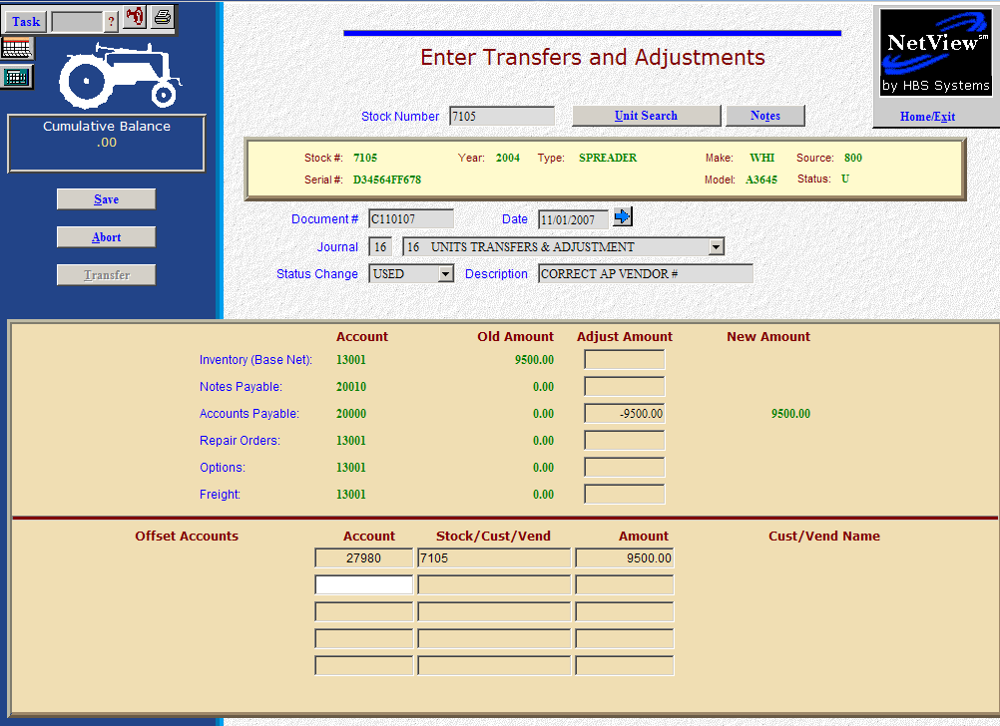 Task ?
NetView SM
by HBS Systems
Home/Exit
Enter Transfers and Adjustments
Cumulative Balance
.00
Save
Abort
Transfer
Stock Number 7105 Unit Search Notes
Stock #: 7105 Year: 2004 Type: SPREADER Make: WHI Source: 800
Serial #: D34564FF678 Model: A3645 Status: U
Document # C110107 Date 11/01/2007
Journal 16 16 UNITS TRANSFERS & ADJUSTMENT
Status Change USED Description CORRECT AP VENDOR #
Account Old Amount Adjust Amount New Amount
Inventory (Base Net): 13001 9500.00
Notes Payable: 20010 0.00
Accounts Payable: 20000 0.00 -9500.00 9500.00
Repair Orders: 13001 0.00
Options: 13001 0.00
Freight: 13001 0.00
Offset Accounts Account Stock/Cust/Vend Amount Cust/Vend Name
27980 7105 9500.00